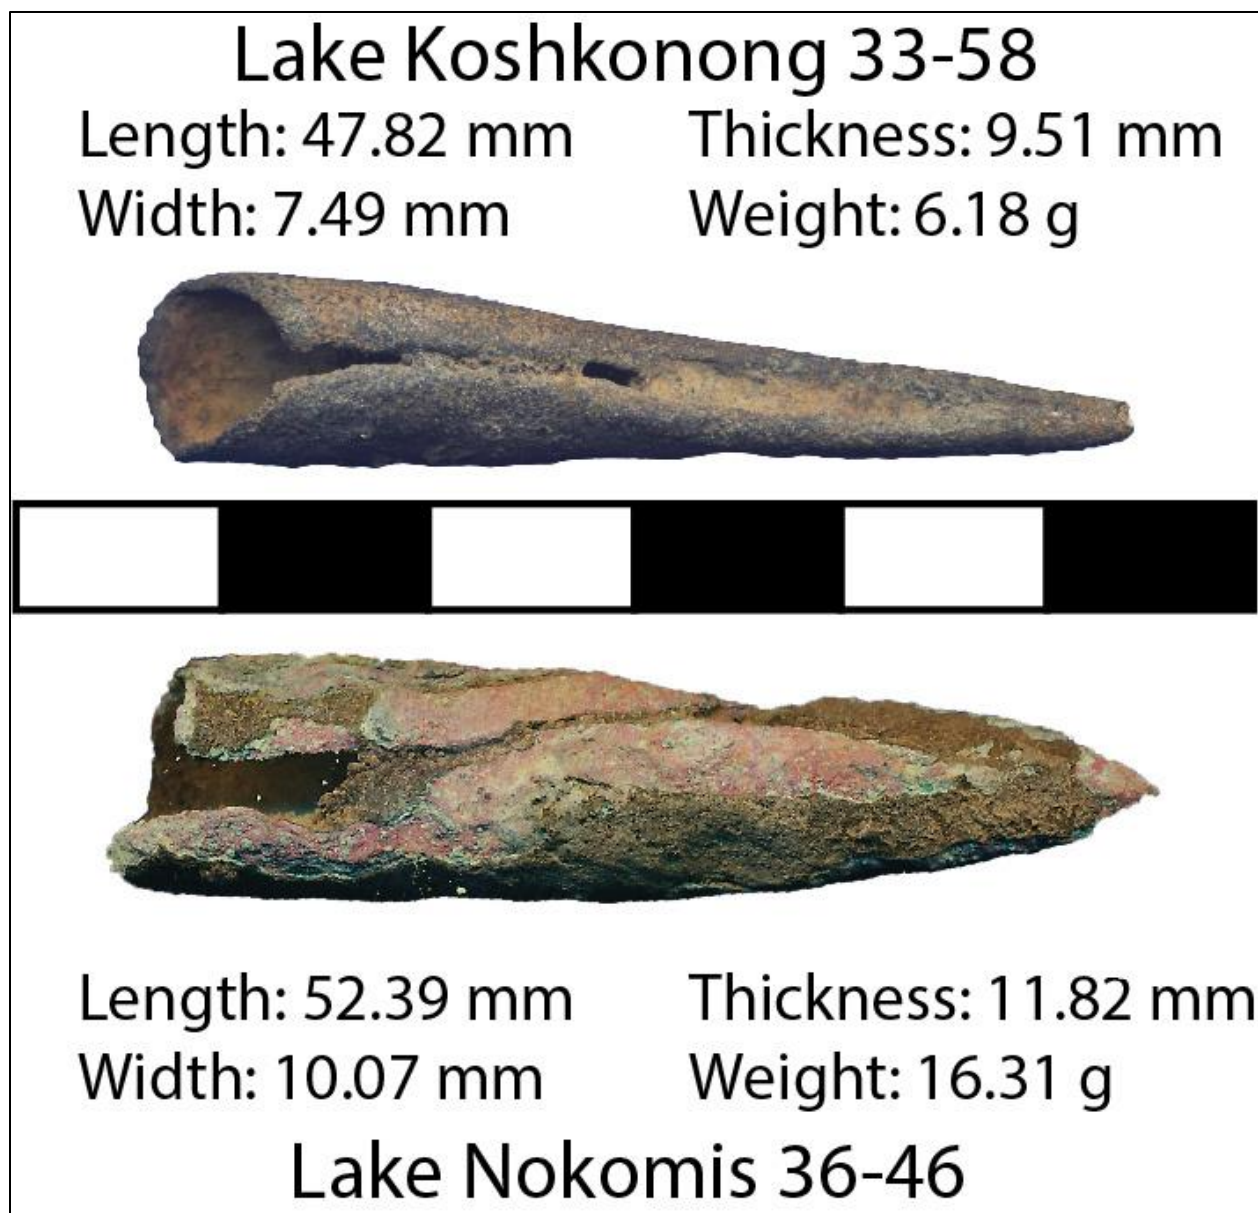 Lake Koshkonong 33-58
Length: 47.82 mm Thickness: 9.51 mm
Width: 7.49 mm Weight: 6.18 g
Length: 52.39 mm Thickness: 11.82 mm
Width: 10.07 mm Weight: 16.31 g
Lake Nokomis 36-46